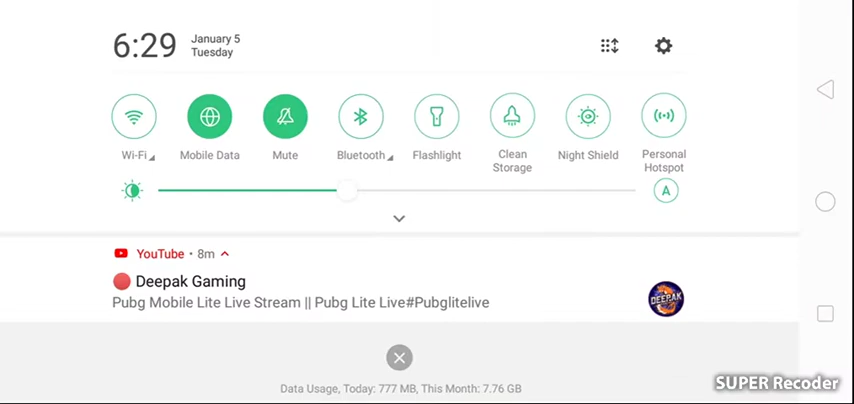 6:29
January 5
Tuesday
Wi-Fi
Mobile Data
Mute
Bluetooth
Flashlight
Clean
Storage
Night Shield
Personal
Hotspot
A
YouTube • 8m
Deepak Gaming
Pubg Mobile Lite Live Stream || Pubg Lite Live#Pubglitelive
DEEPAK
Data Usage, Today: 777 MB, This Month: 7.76 GB
SUPER Recoder